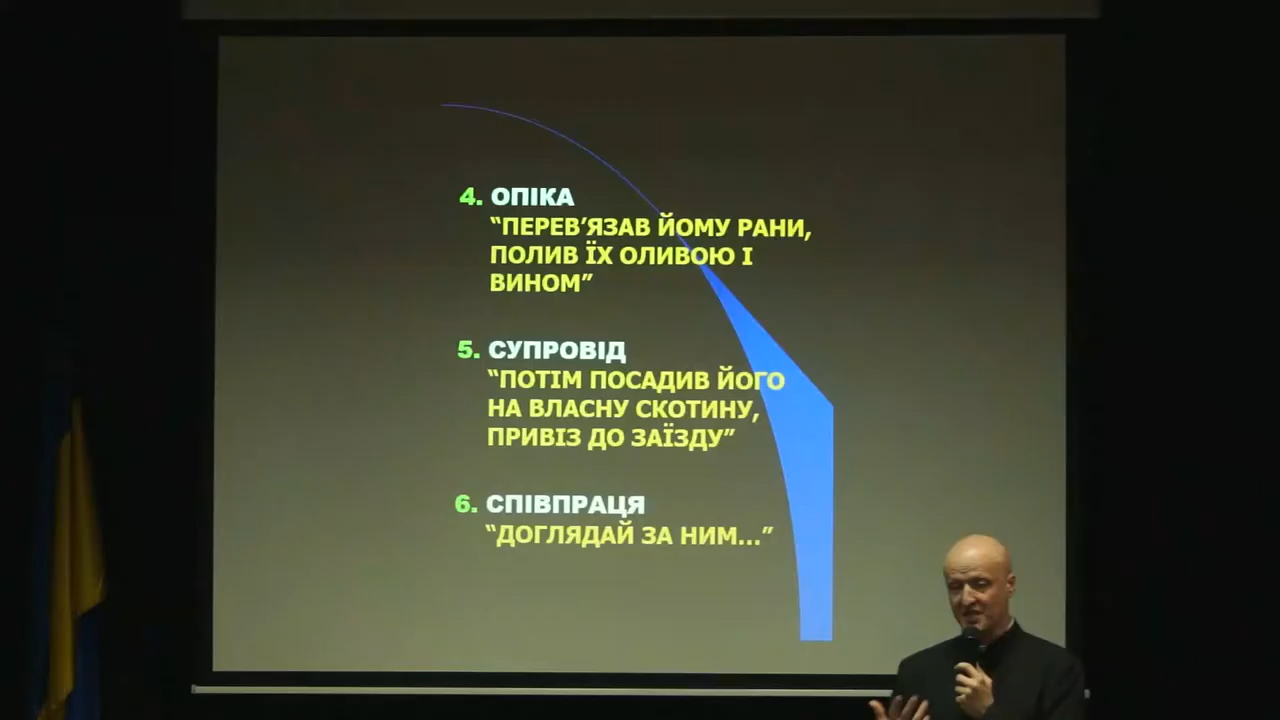 4. ОПІКА
“ПЕРЕВ’ЯЗАВ ЙОМУ РАНИ,
ПОЛИВ ЇХ ОЛИВОЮ І
ВИНОМ”
5. СУПРОВІД
“ПОТІМ ПОСАДИВ ЙОГО
НА ВЛАСНУ СКОТИНУ,
ПРИВІЗ ДО ЗАЇЗДУ”
6. СПІВПРАЦЯ
“ДОГЛЯДАЙ ЗА НИМ...”